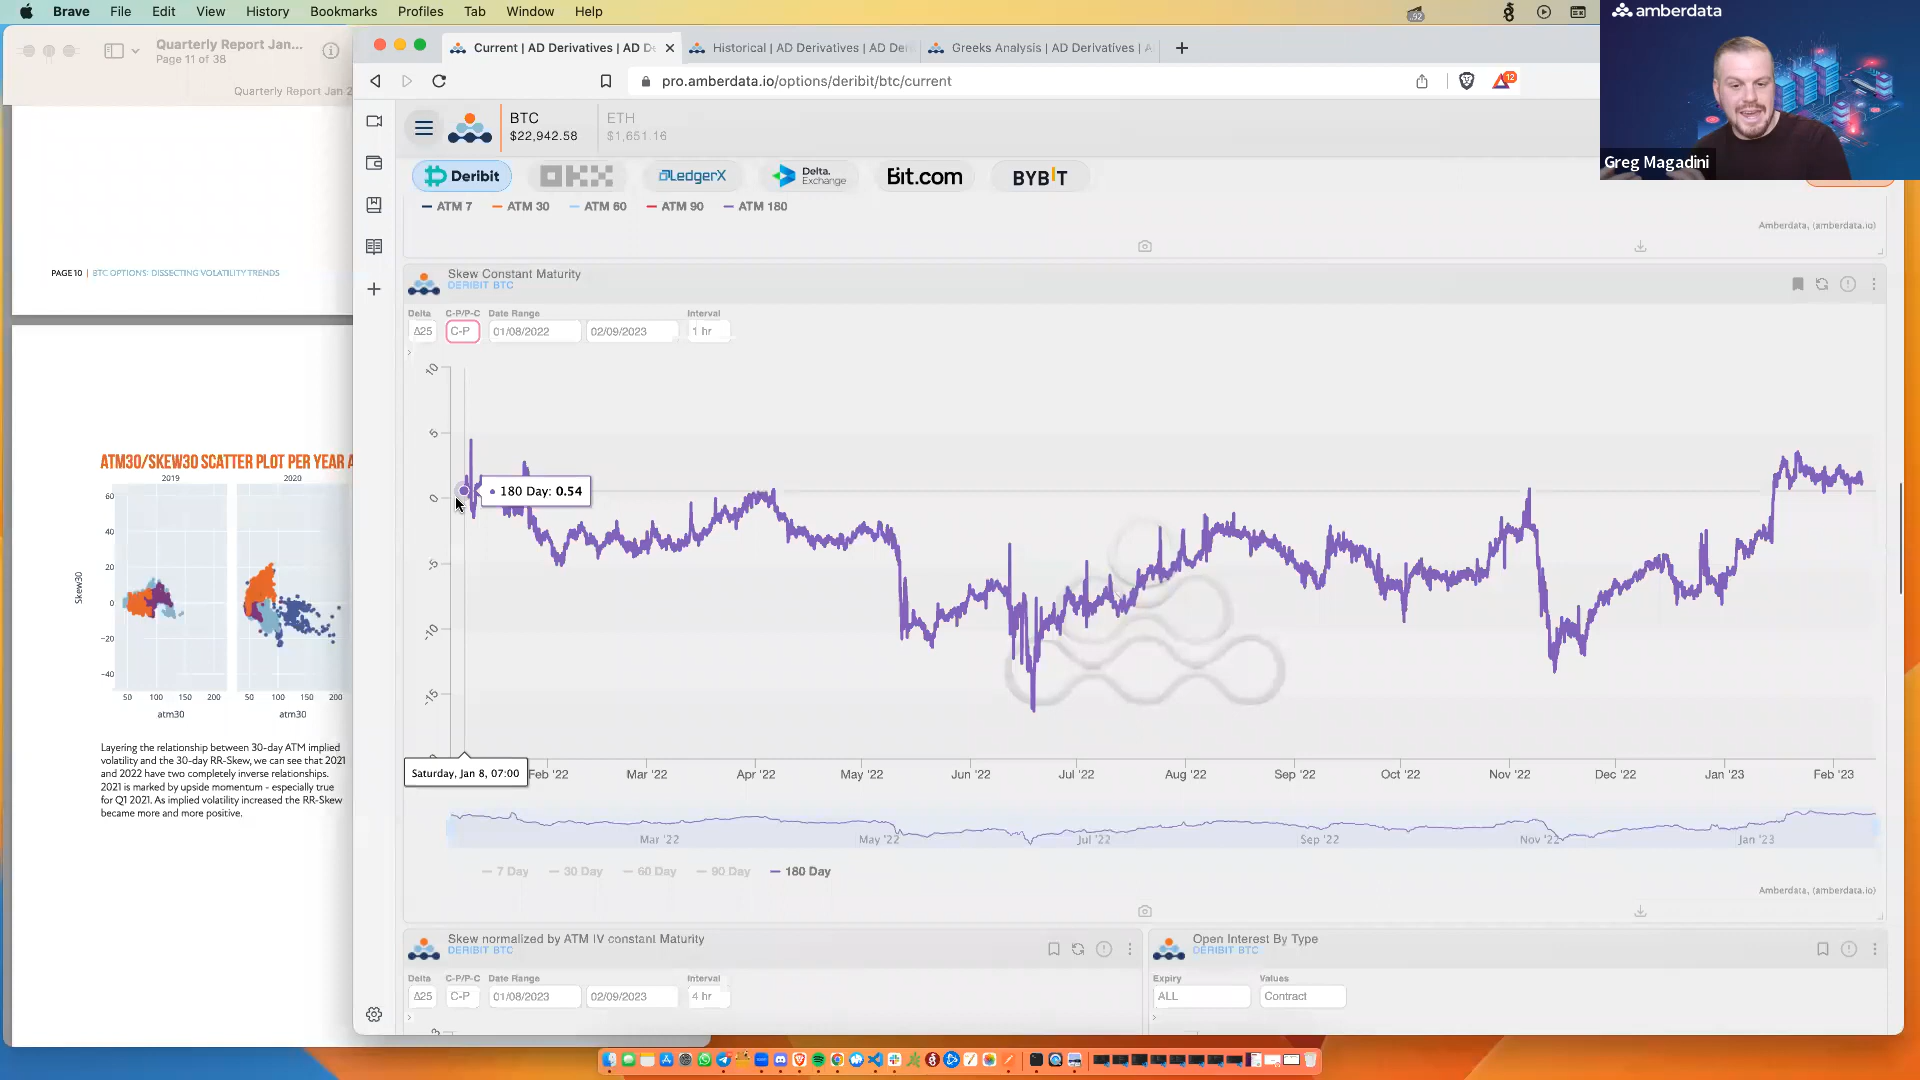 Brave File Edit View History Bookmarks Profiles Tab Window Help
.92
amberdata
Greg Magadini
Quarterly Report Jan...
Page 11 of 38
Quarterly Report Jan 2
PAGE 10 | BTC OPTIONS: DISSECTING VOLATILITY TRENDS
ATM30/SKEW30 SCATTER PLOT PER YEAR A
2019 2020
60
40
20
0
-20
-40
Skew30
50 100 150 200
50 100 150 200
atm30 atm30
Layering the relationship between 30-day ATM implied
volatility and the 30-day RR-Skew, we can see that 2021
and 2022 have two completely inverse relationships.
2021 is marked by upside momentum - especially true
for Q1 2021. As implied volatility increased the RR-Skew
became more and more positive.
Current | AD Derivatives | AD De
Historical | AD Derivatives | AD De
Greeks Analysis | AD Derivatives |
pro.amberdata.io/options/deribit/btc/current
12
BTC
$22,942.58
ETH
$1,651.16
Deribit
OKX
LedgerX
Delta.
Exchange
Bit.com
BYBIT
ATM 7 ATM 30 ATM 60 ATM 90 ATM 180
Amberdata, (amberdata.io)
Skew Constant Maturity
DERIBIT BTC
Delta C-P/P-C Date Range Interval
Δ25 C-P 01/08/2022 02/09/2023 1 hr
10
5
0
-5
-10
-15
180 Day: 0.54
Saturday, Jan 8, 07:00
Feb '22 Mar '22 Apr '22 May '22 Jun '22 Jul '22 Aug '22 Sep '22 Oct '22 Nov '22 Dec '22 Jan '23 Feb '23
Mar '22 May '22 Jul '22 Sep '22 Nov '22 Jan '23
7 Day 30 Day 60 Day 90 Day 180 Day
Amberdata, (amberdata.io)
Skew normalized by ATM IV constant Maturity
DERIBIT BTC
Delta C-P/P-C Date Range Interval
Δ25 C-P 01/08/2023 02/09/2023 4 hr
Open Interest By Type
DERIBIT BTC
Expiry Values
ALL Contract